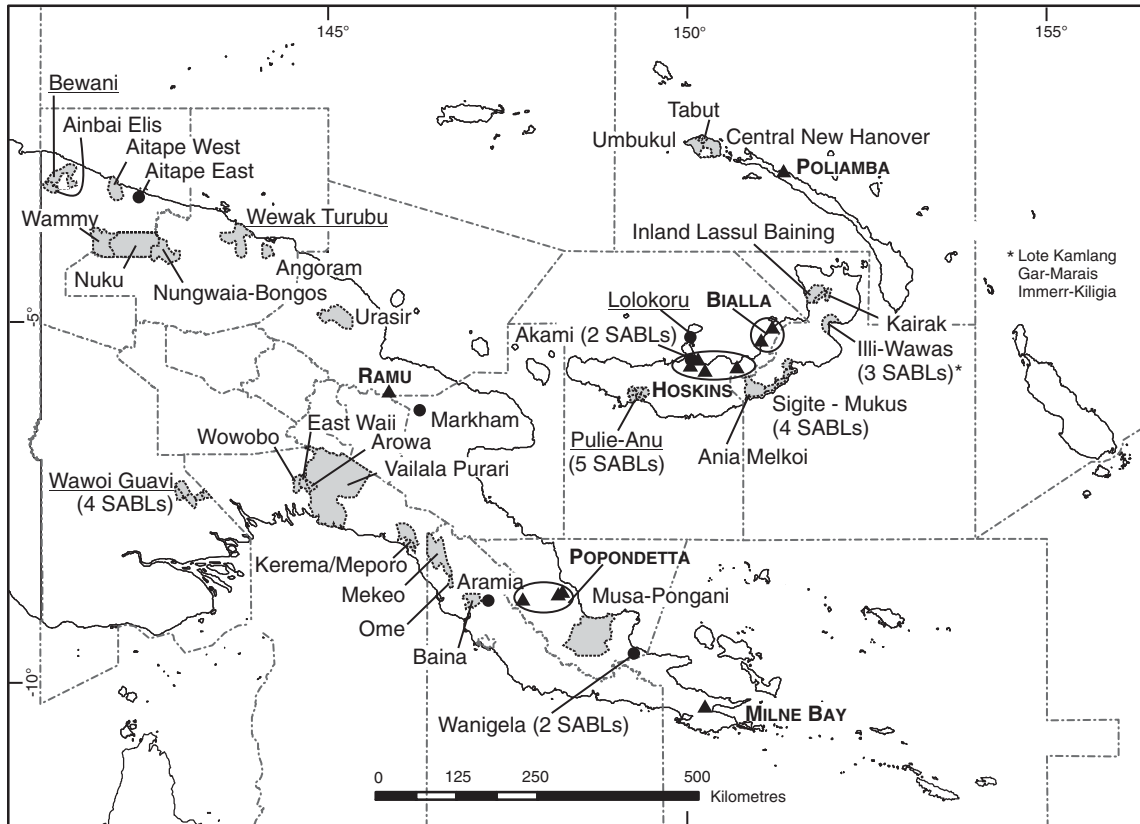 145°
150°
155°
Bewani
Ainbai Elis
Aitape West
Aitape East
Wammy
Wewak Turubu
Nuku
Angoram
Nungwaia-Bongos
Urasir
Tabut
Umbukul
Central New Hanover
POLIAMBA
Inland Lassul Baining
* Lote Kamlang
Gar-Marais
Immerr-Kiligia
-5°
Lolokoru
BIALLA
Akami (2 SABLs)
Kairak
Illi-Wawas
(3 SABLs)*
RAMU
HOSKINS
Markham
Sigite - Mukus
(4 SABLs)
Pulie-Anu
(5 SABLs)
Ania Melkoi
East Waii
Wowobo
Arowa
Vailala Purari
Wawoi Guavi
(4 SABLs)
Kerema/Meporo
POPONDETTA
Mekeo
Aramia
Musa-Pongani
Ome
Baina
-10°
Wanigela (2 SABLs)
MILNE BAY
0 125 250 500
Kilometres